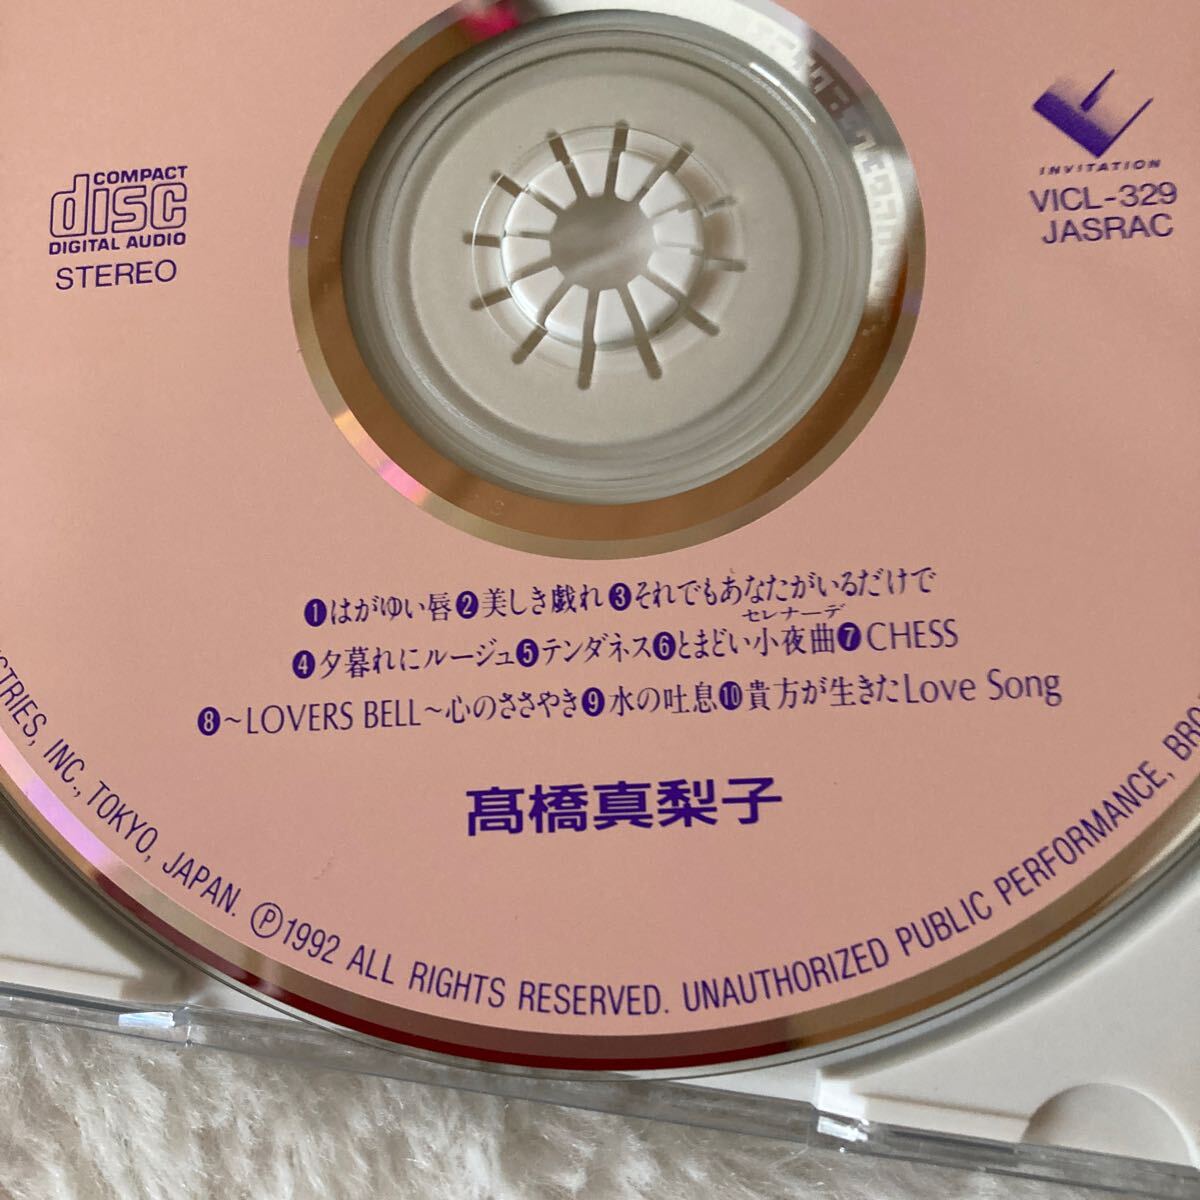 COMPACT
disc
DIGITAL AUDIO
STEREO
INVITATION
VICL-329
JASRAC
❶はがゆい唇❷美しき戯れ❸それでもあなたがいるだけで
セレナーデ
❹夕暮れにルージュ❺テンダネス❻とまどい小夜曲❼CHESS
❽〜LOVERS BELL〜心のささやき❾水の吐息❿貴方が生きたLove Song
髙橋真梨子
INC., TOKYO, JAPAN. Ⓟ1992 ALL RIGHTS RESERVED. UNAUTHORIZED PUBLIC PERFORMANCE,